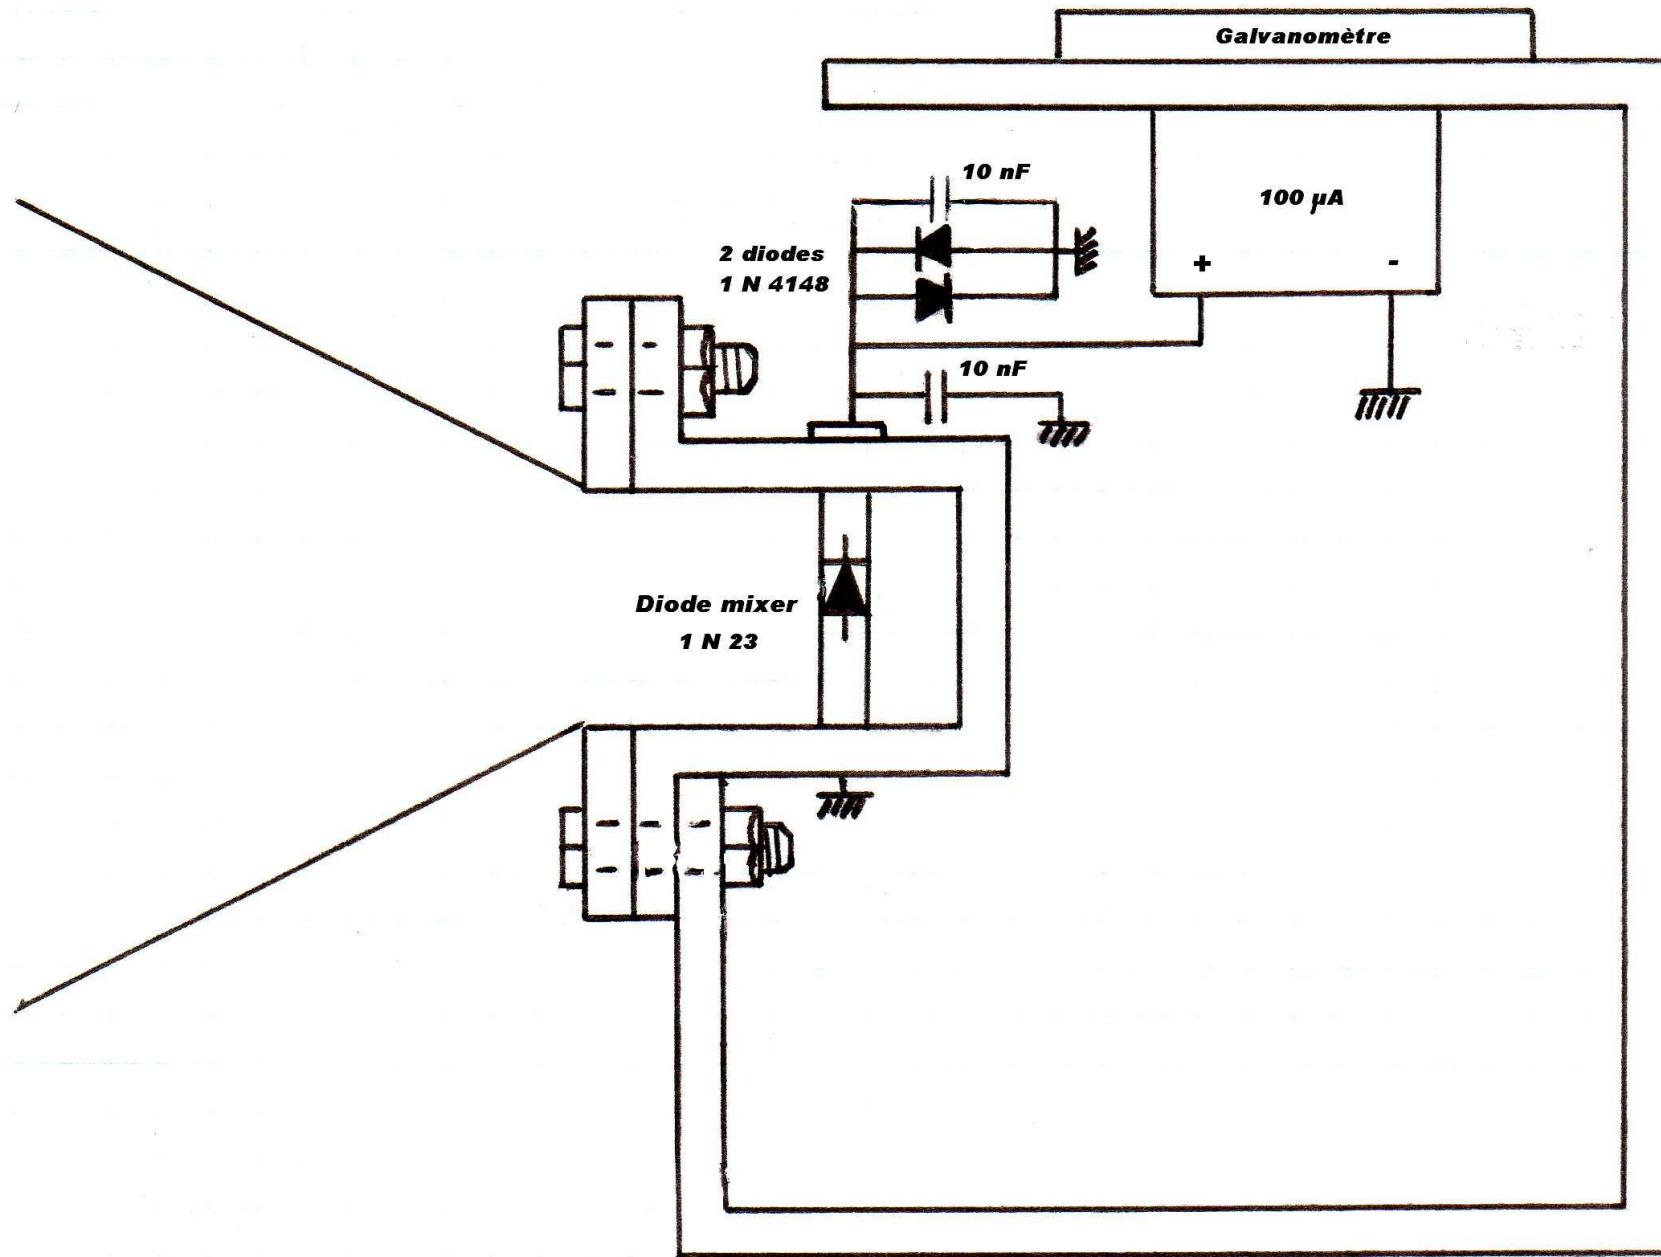 Galvanomètre
10 nF
100 µA
2 diodes
1 N 4148
+ -
10 nF
Diode mixer
1 N 23